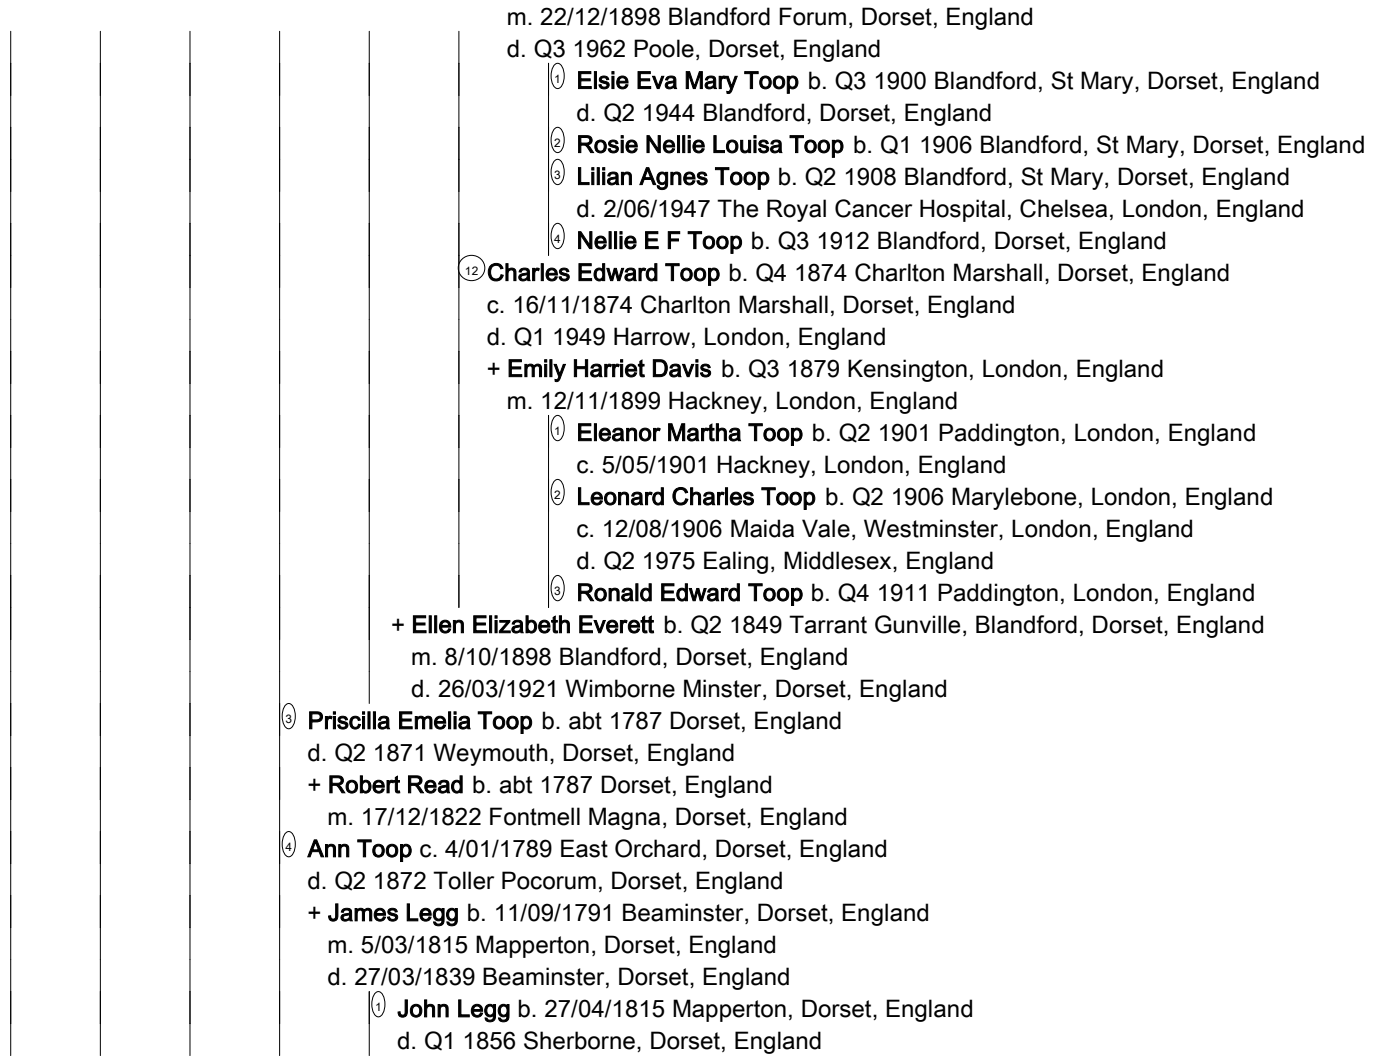 m. 22/12/1898 Blandford Forum, Dorset, England
d. Q3 1962 Poole, Dorset, England
1 Elsie Eva Mary Toop b. Q3 1900 Blandford, St Mary, Dorset, England
d. Q2 1944 Blandford, Dorset, England
2 Rosie Nellie Louisa Toop b. Q1 1906 Blandford, St Mary, Dorset, England
3 Lilian Agnes Toop b. Q2 1908 Blandford, St Mary, Dorset, England
d. 2/06/1947 The Royal Cancer Hospital, Chelsea, London, England
4 Nellie E F Toop b. Q3 1912 Blandford, Dorset, England
12 Charles Edward Toop b. Q4 1874 Charlton Marshall, Dorset, England
c. 16/11/1874 Charlton Marshall, Dorset, England
d. Q1 1949 Harrow, London, England
+ Emily Harriet Davis b. Q3 1879 Kensington, London, England
m. 12/11/1899 Hackney, London, England
1 Eleanor Martha Toop b. Q2 1901 Paddington, London, England
c. 5/05/1901 Hackney, London, England
2 Leonard Charles Toop b. Q2 1906 Marylebone, London, England
c. 12/08/1906 Maida Vale, Westminster, London, England
d. Q2 1975 Ealing, Middlesex, England
3 Ronald Edward Toop b. Q4 1911 Paddington, London, England
+ Ellen Elizabeth Everett b. Q2 1849 Tarrant Gunville, Blandford, Dorset, England
m. 8/10/1898 Blandford, Dorset, England
d. 26/03/1921 Wimborne Minster, Dorset, England
3 Priscilla Emelia Toop b. abt 1787 Dorset, England
d. Q2 1871 Weymouth, Dorset, England
+ Robert Read b. abt 1787 Dorset, England
m. 17/12/1822 Fontmell Magna, Dorset, England
4 Ann Toop c. 4/01/1789 East Orchard, Dorset, England
d. Q2 1872 Toller Pocorum, Dorset, England
+ James Legg b. 11/09/1791 Beaminster, Dorset, England
m. 5/03/1815 Mapperton, Dorset, England
d. 27/03/1839 Beaminster, Dorset, England
1 John Legg b. 27/04/1815 Mapperton, Dorset, England
d. Q1 1856 Sherborne, Dorset, England